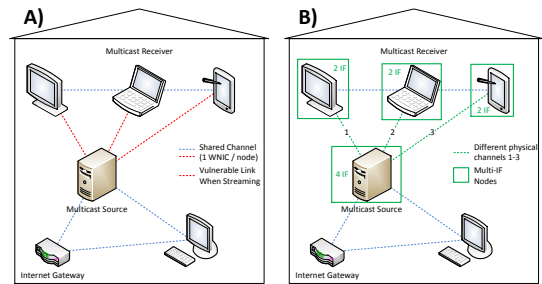 A)
Multicast Receiver
Shared Channel
(1 WNIC / node)
Vulnerable Link
When Streaming
Multicast Source
Internet Gateway
B)
Multicast Receiver
2 IF
2 IF
2 IF
1
2
3
4 IF
Different physical
channels 1-3
Multi-IF
Nodes
Multicast Source
Internet Gateway